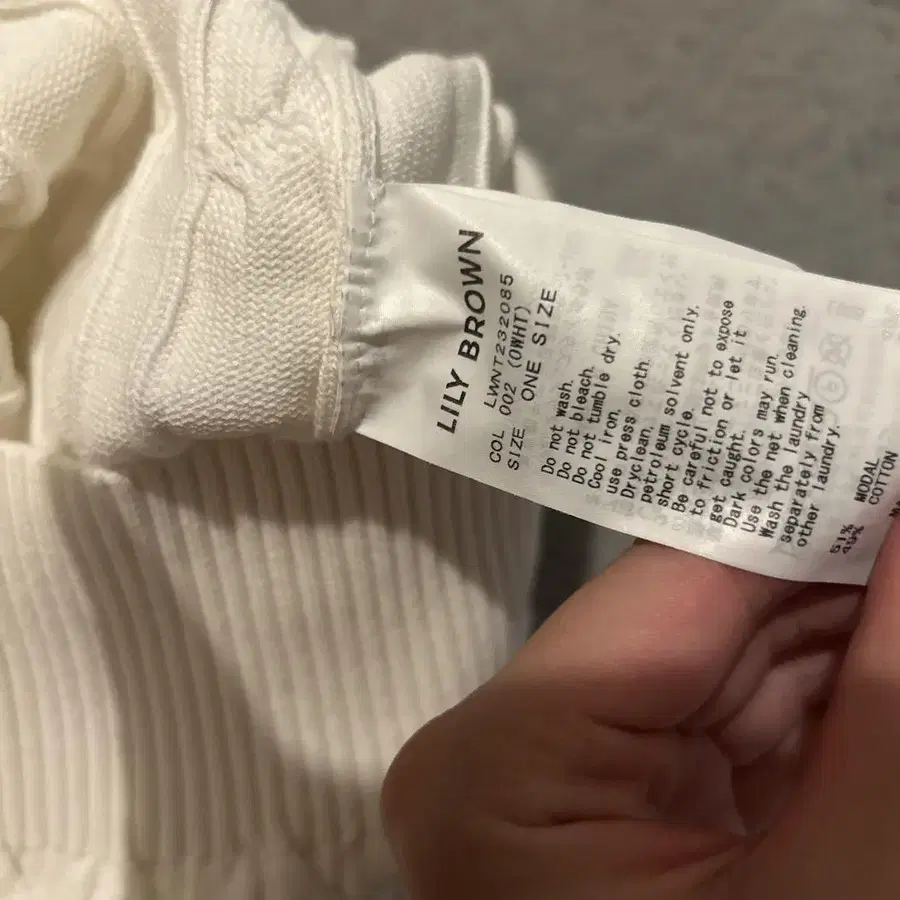 LILY BROWN
LWNT232085
COL 002 (OWHT)
SIZE ONE SIZE
Do not wash.
Do not bleach.
Do not tumble dry.
Cool iron,
use press cloth.
Dryclean,
petroleum solvent only,
short cycle.
Be careful not to expose
to friction or let it
get caught.
Dark colors may run.
Use the net when cleaning.
Wash the laundry
separately from
other laundry.
51% MODAL
49% COTTON